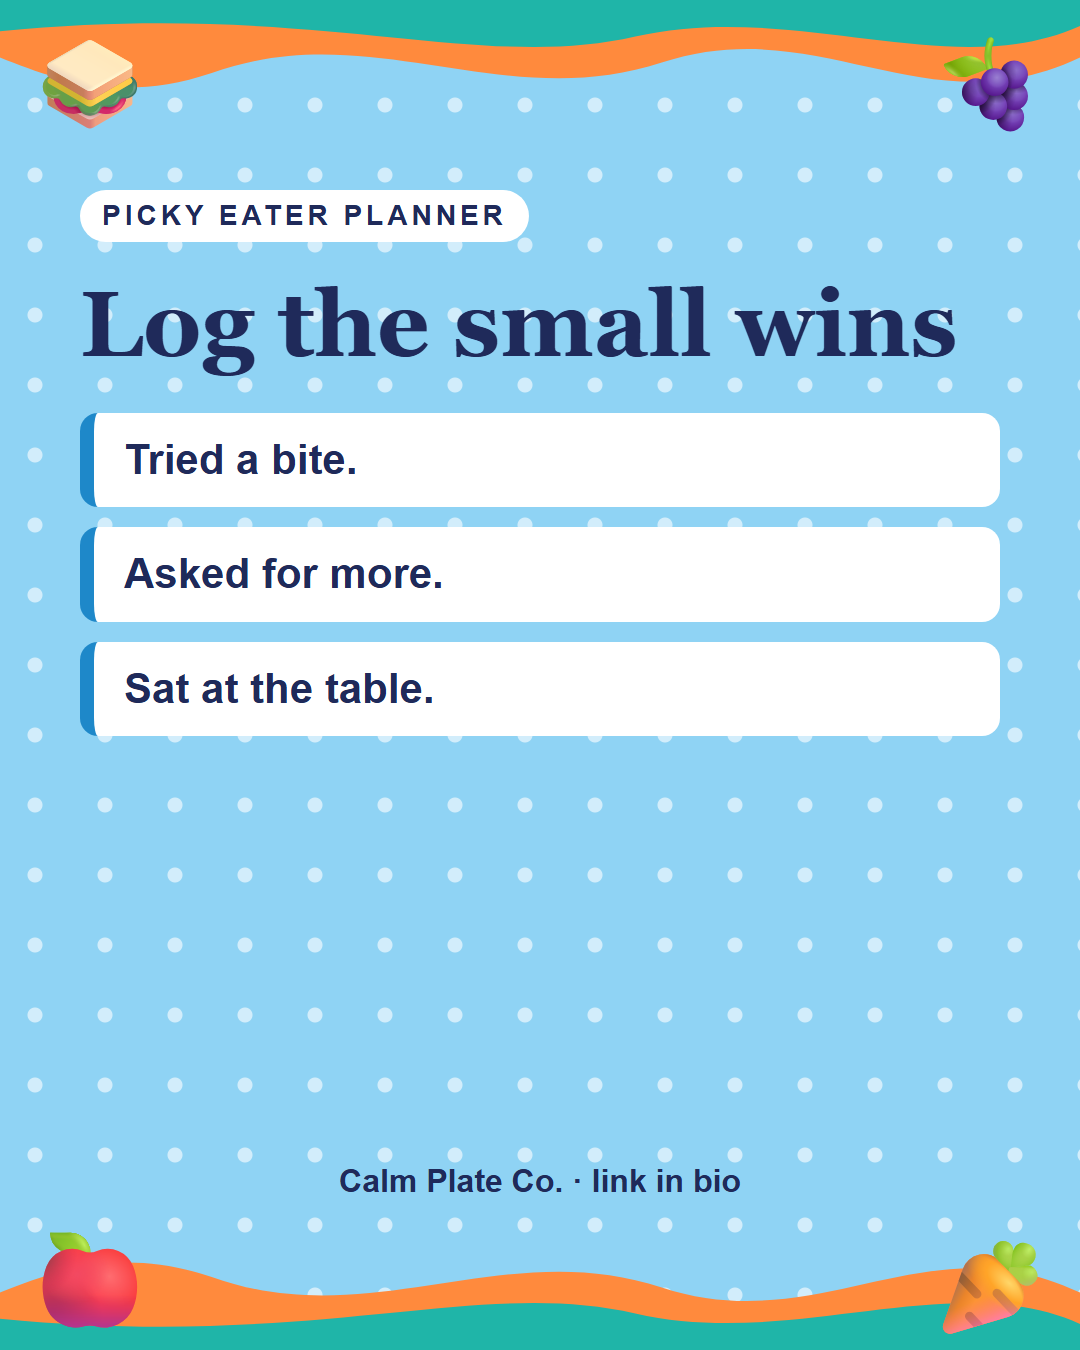 PICKY EATER PLANNER
Log the small wins
Tried a bite.
Asked for more.
Sat at the table.
Calm Plate Co. · link in bio